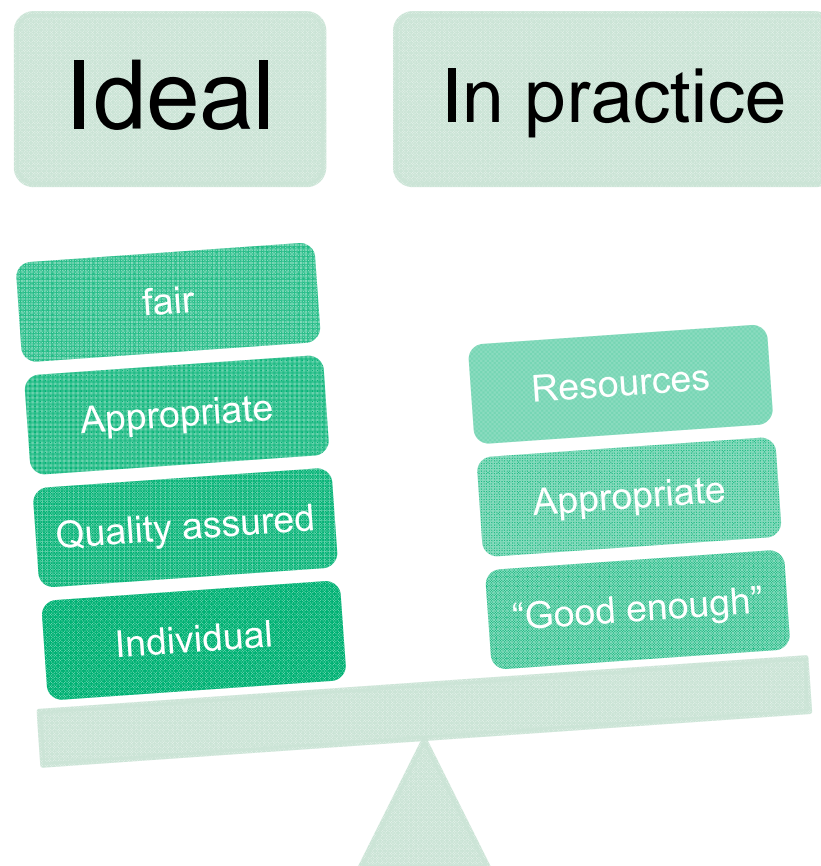 Ideal
In practice
fair
Appropriate
Quality assured
Individual
Resources
Appropriate
“Good enough”